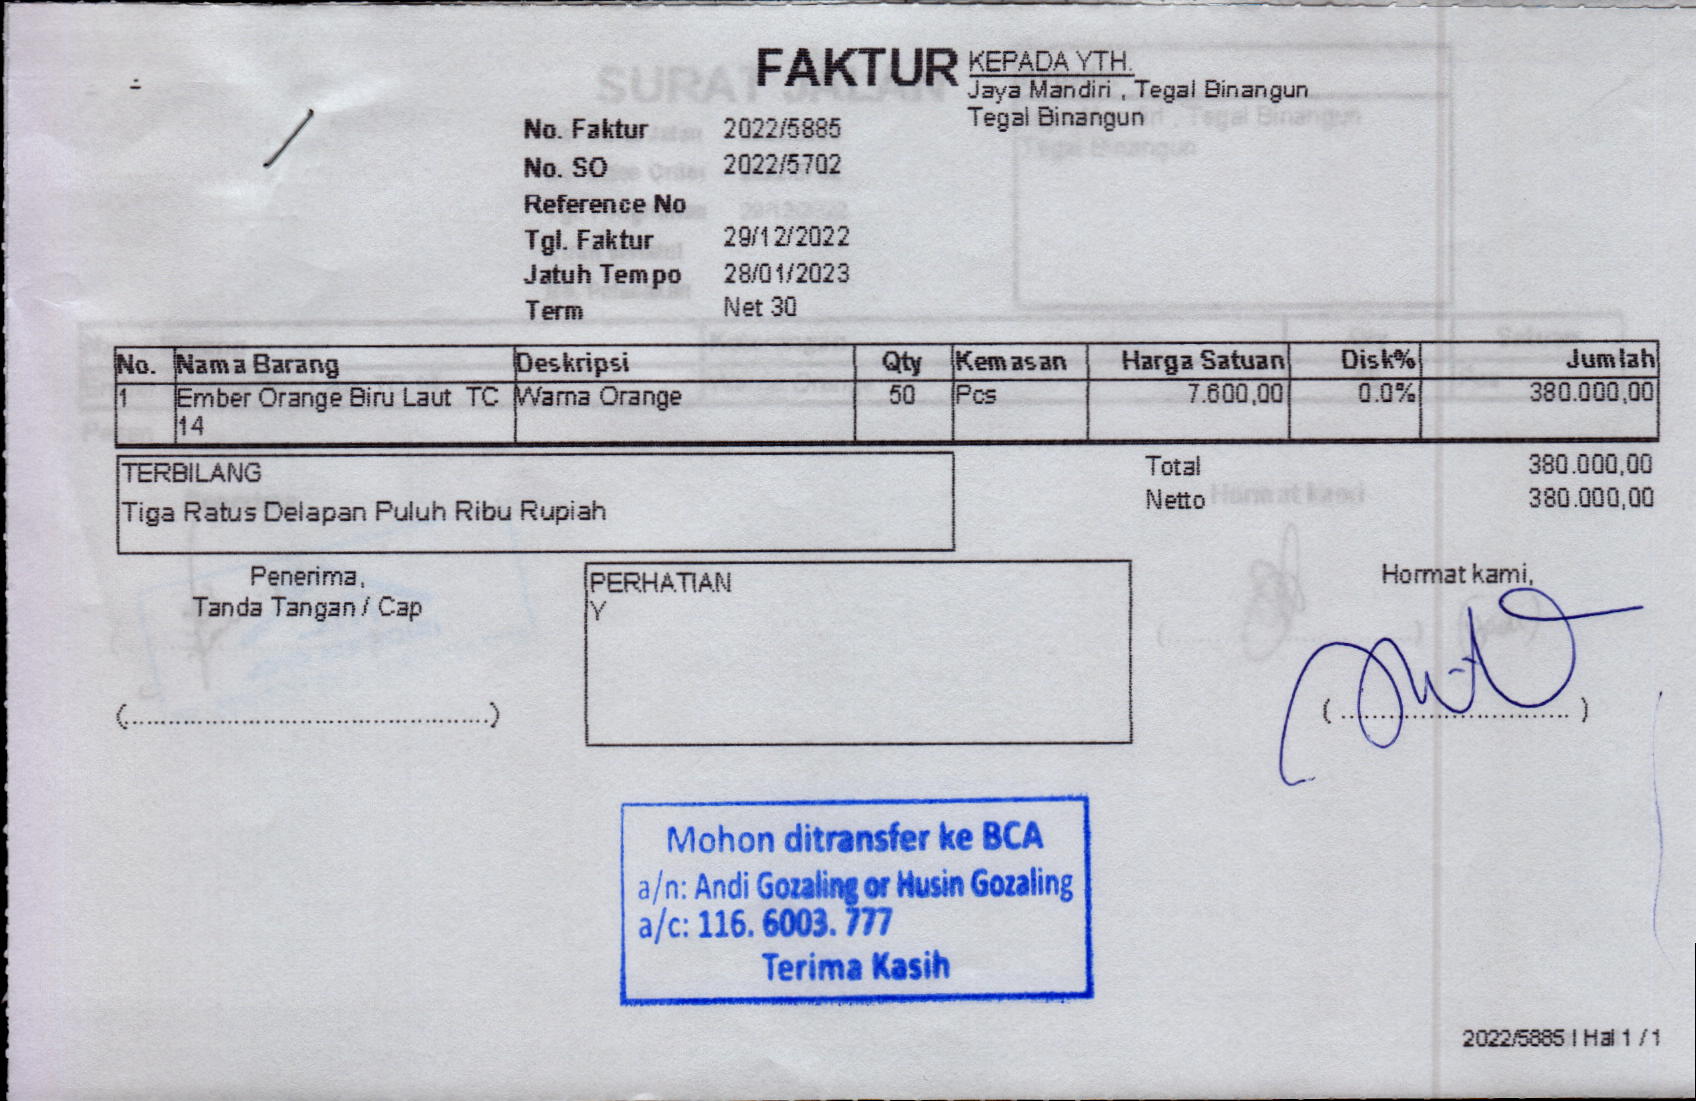 FAKTUR
KEPADA YTH.
Jaya Mandiri , Tegal Binangun
Tegal Binangun
No. Faktur 2022/5885
No. SO 2022/5702
Reference No
Tgl. Faktur 29/12/2022
Jatuh Tempo 28/01/2023
Term Net 30
No. Nama Barang Deskripsi Qty Kemasan Harga Satuan Disk% Jumlah
1 Ember Orange Biru Laut TC Warna Orange 50 Pcs 7.600,00 0.0% 380.000,00
14
TERBILANG
Tiga Ratus Delapan Puluh Ribu Rupiah
Total 380.000,00
Netto 380.000,00
Penerima,
Tanda Tangan / Cap
(................................................)
PERHATIAN
Y
Hormat kami,
(..............................)
Mohon ditransfer ke BCA
a/n: Andi Gozaling or Husin Gozaling
a/c: 116. 6003. 777
Terima Kasih
2022/5885 | Hal 1 / 1